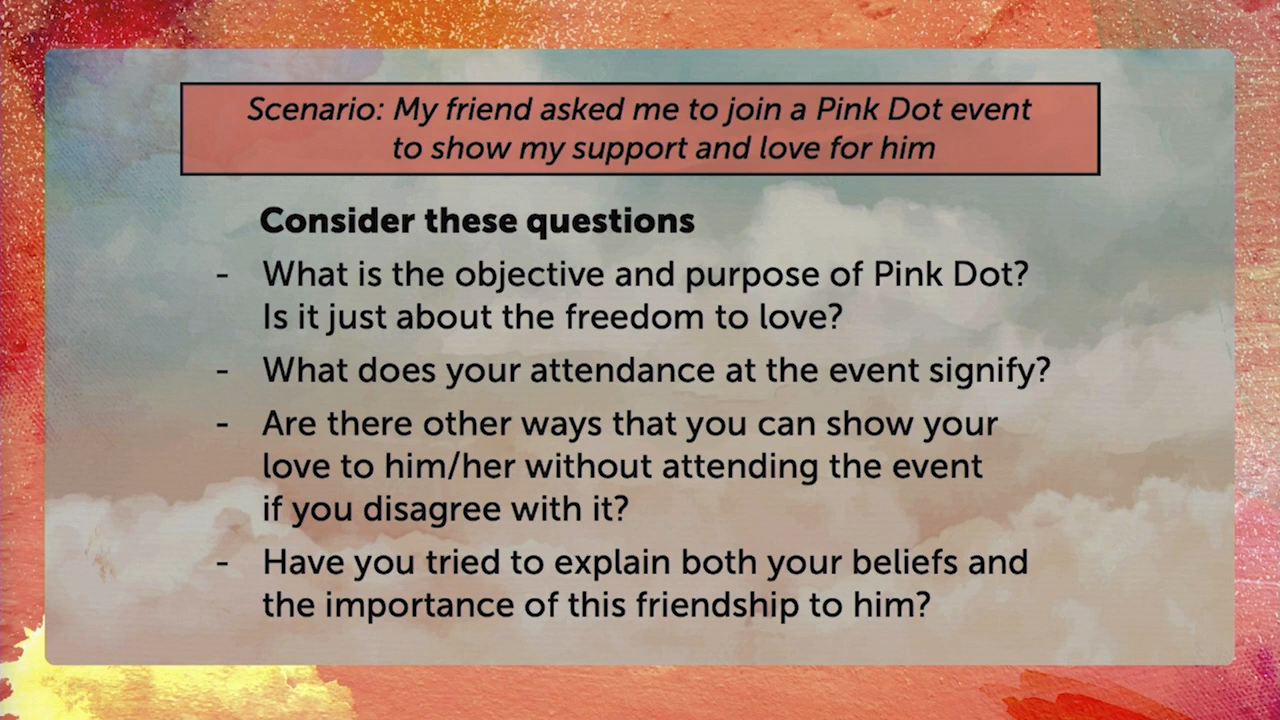 Scenario: My friend asked me to join a Pink Dot event
to show my support and love for him
Consider these questions
- What is the objective and purpose of Pink Dot?
Is it just about the freedom to love?
- What does your attendance at the event signify?
- Are there other ways that you can show your
love to him/her without attending the event
if you disagree with it?
- Have you tried to explain both your beliefs and
the importance of this friendship to him?